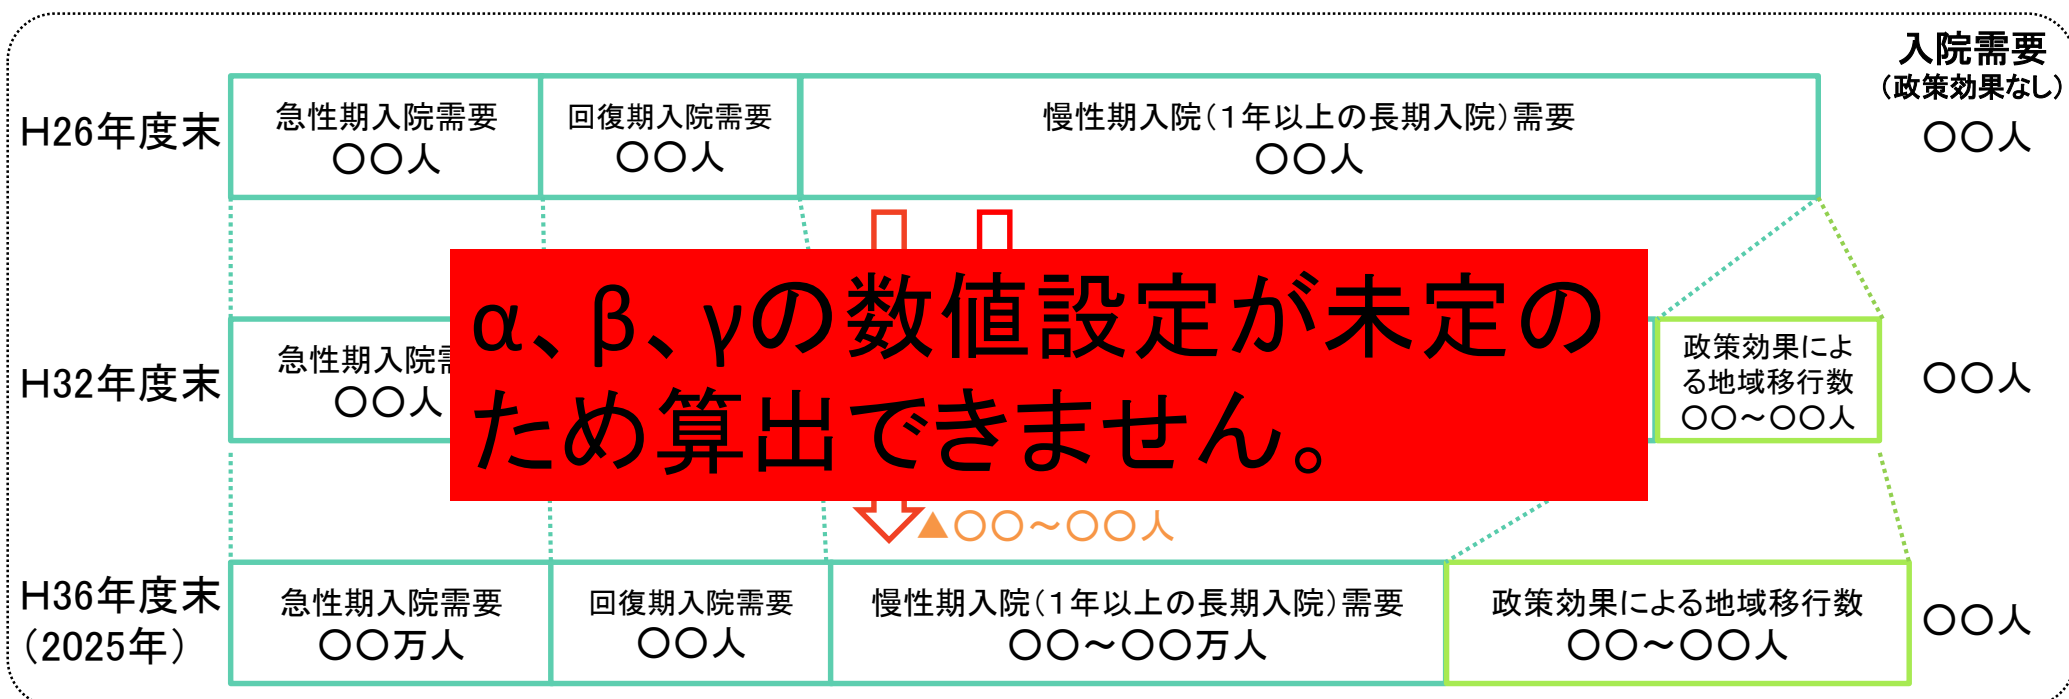 入院需要
（政策効果なし）
H26年度末
急性期入院需要
〇〇人
回復期入院需要
〇〇人
慢性期入院（１年以上の長期入院）需要
〇〇人
〇〇人
α、β、γの数値設定が未定の
ため算出できません。
H32年度末
急性期入院需
〇〇人
政策効果によ
る地域移行数
〇〇～〇〇人
〇〇人
▲〇〇～〇〇人
H36年度末
（2025年）
急性期入院需要
〇〇万人
回復期入院需要
〇〇人
慢性期入院（１年以上の長期入院）需要
〇〇～〇〇万人
政策効果による地域移行数
〇〇～〇〇人
〇〇人